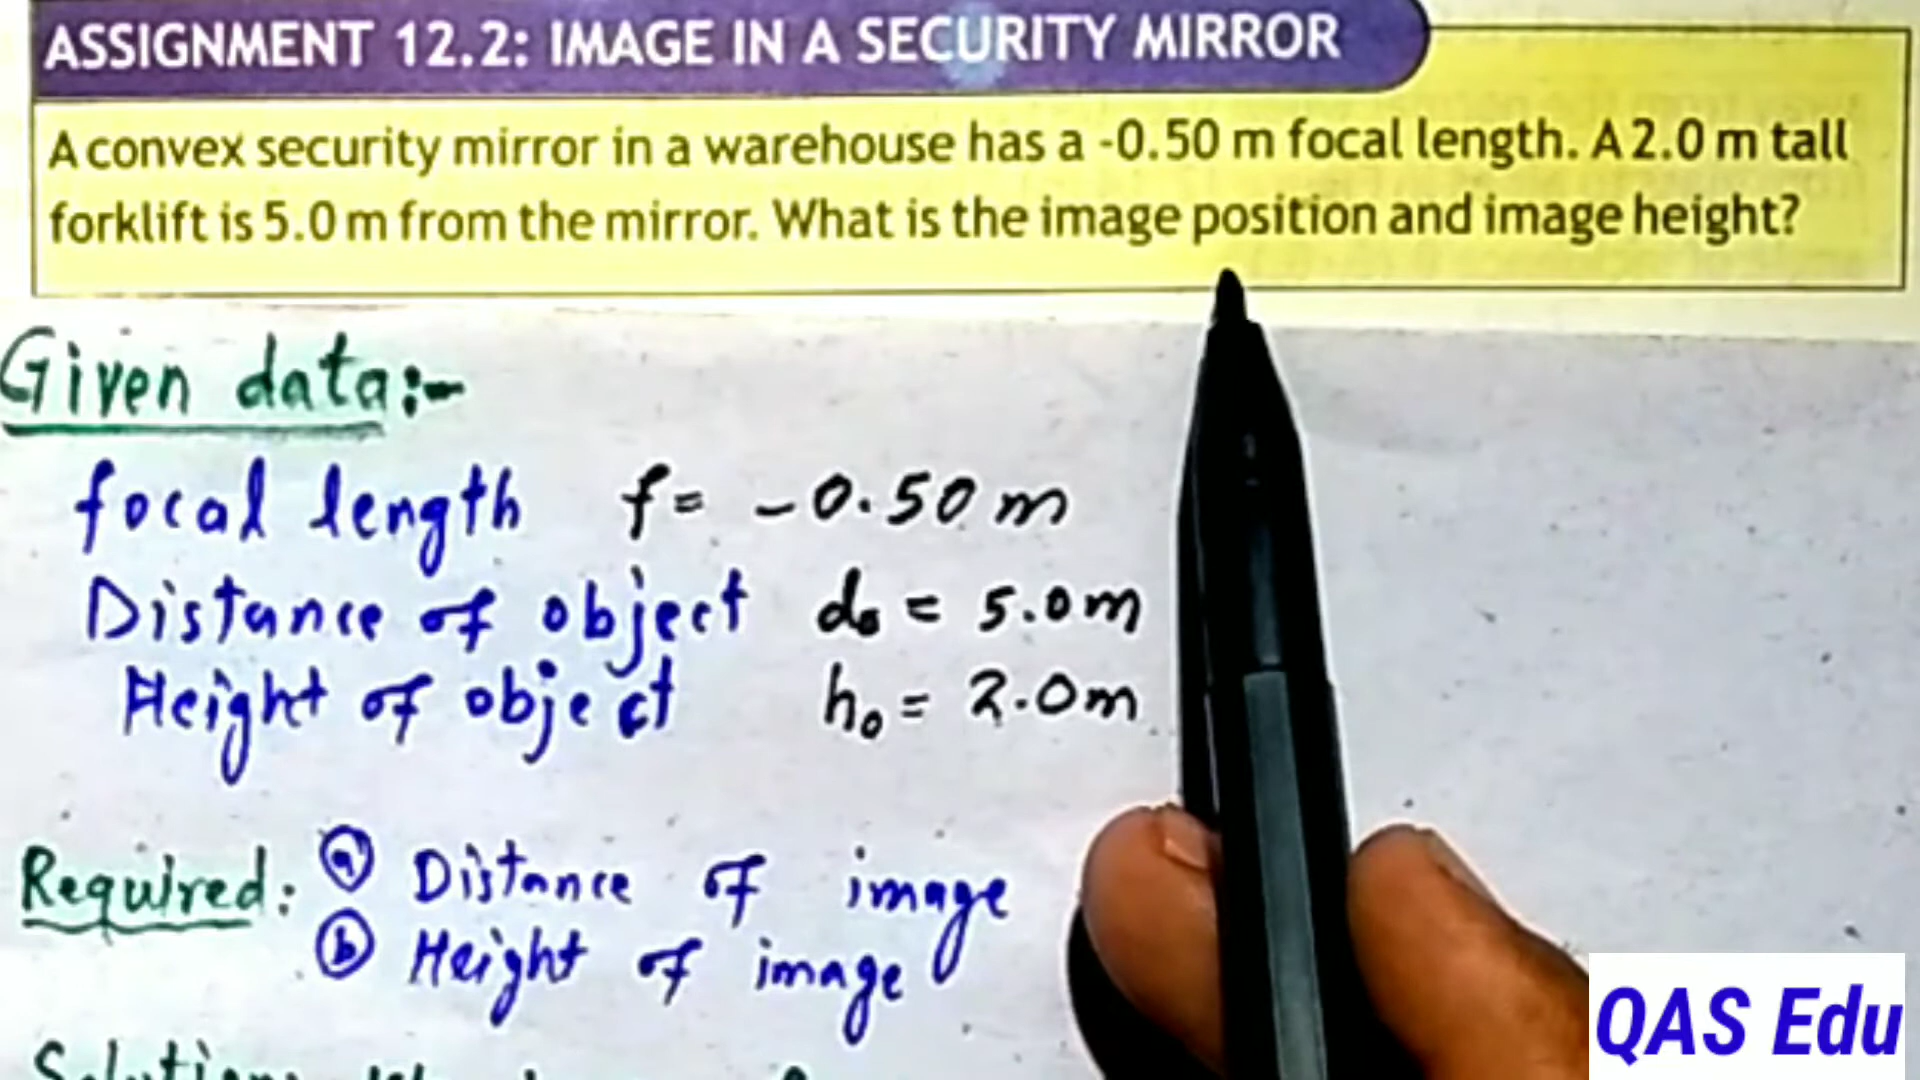 ASSIGNMENT 12.2: IMAGE IN A SECURITY MIRROR
A convex security mirror in a warehouse has a -0.50 m focal length. A 2.0 m tall
forklift is 5.0 m from the mirror. What is the image position and image height?
Given data:-
focal length f = -0.50 m
Distance of object do = 5.0m
Height of object ho = 2.0m
Required: (a) Distance of image
(b) Height of image
Solution:
QAS Edu